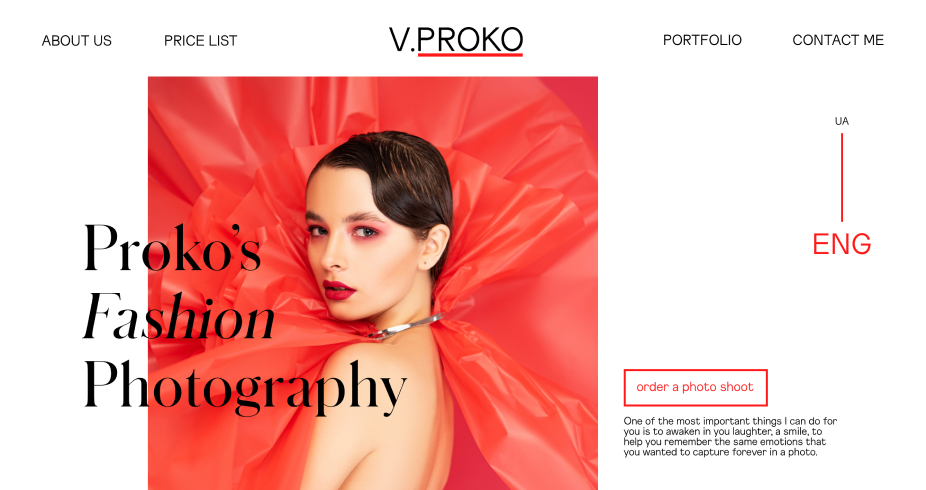 ABOUT US
PRICE LIST
V.PROKO
PORTFOLIO
CONTACT ME
UA
ENG
Proko’s
Fashion
Photography
order a photo shoot
One of the most important things I can do for
you is to awaken in you laughter, a smile, to
help you remember the same emotions that
you wanted to capture forever in a photo.